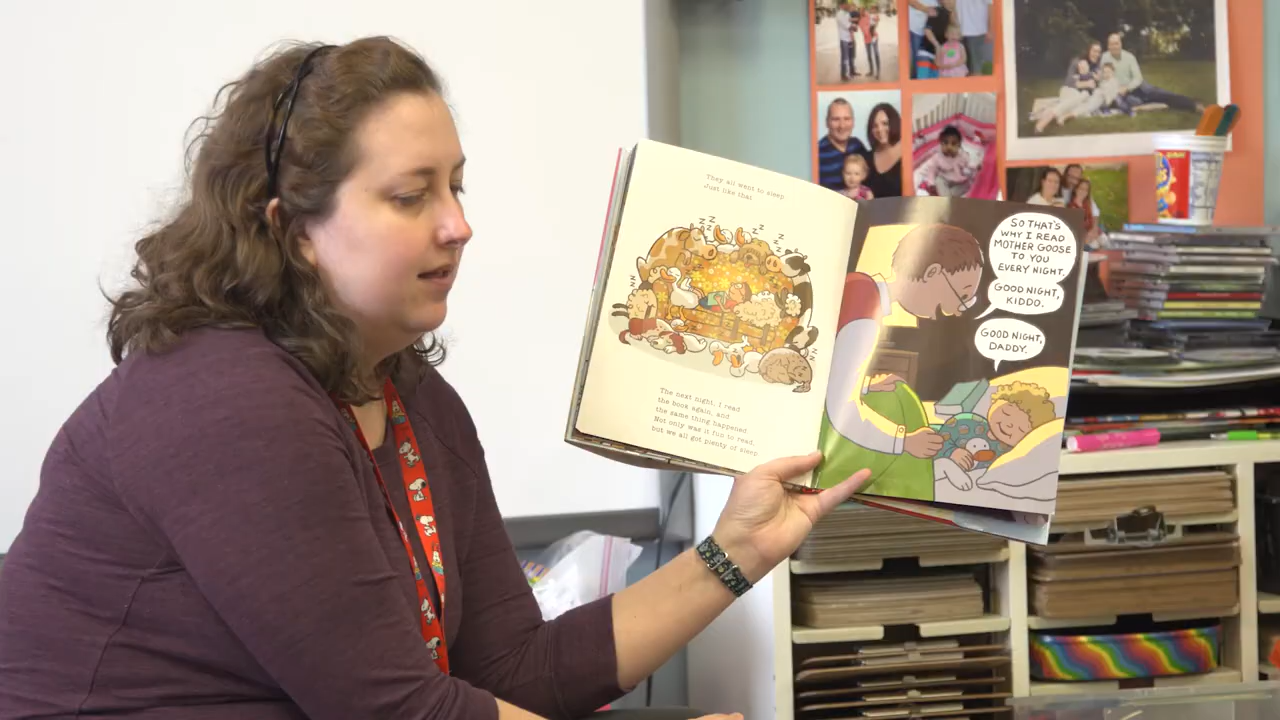 They all went to sleep.
Just like that.
z z z z z z z z z z
The next night, I read
the book again, and
the same thing happened.
Not only was it fun to read,
but we all got plenty of sleep.
SO THAT'S
WHY I READ
MOTHER GOOSE
TO YOU
EVERY NIGHT.
GOOD NIGHT,
KIDDO.
GOOD NIGHT,
DADDY.